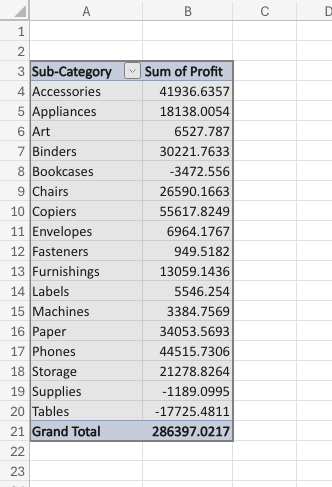 A B C D
1
2
3 Sub-Category Sum of Profit
4 Accessories 41936.6357
5 Appliances 18138.0054
6 Art 6527.787
7 Binders 30221.7633
8 Bookcases -3472.556
9 Chairs 26590.1663
10 Copiers 55617.8249
11 Envelopes 6964.1767
12 Fasteners 949.5182
13 Furnishings 13059.1436
14 Labels 5546.254
15 Machines 3384.7569
16 Paper 34053.5693
17 Phones 44515.7306
18 Storage 21278.8264
19 Supplies -1189.0995
20 Tables -17725.4811
21 Grand Total 286397.0217
22
23